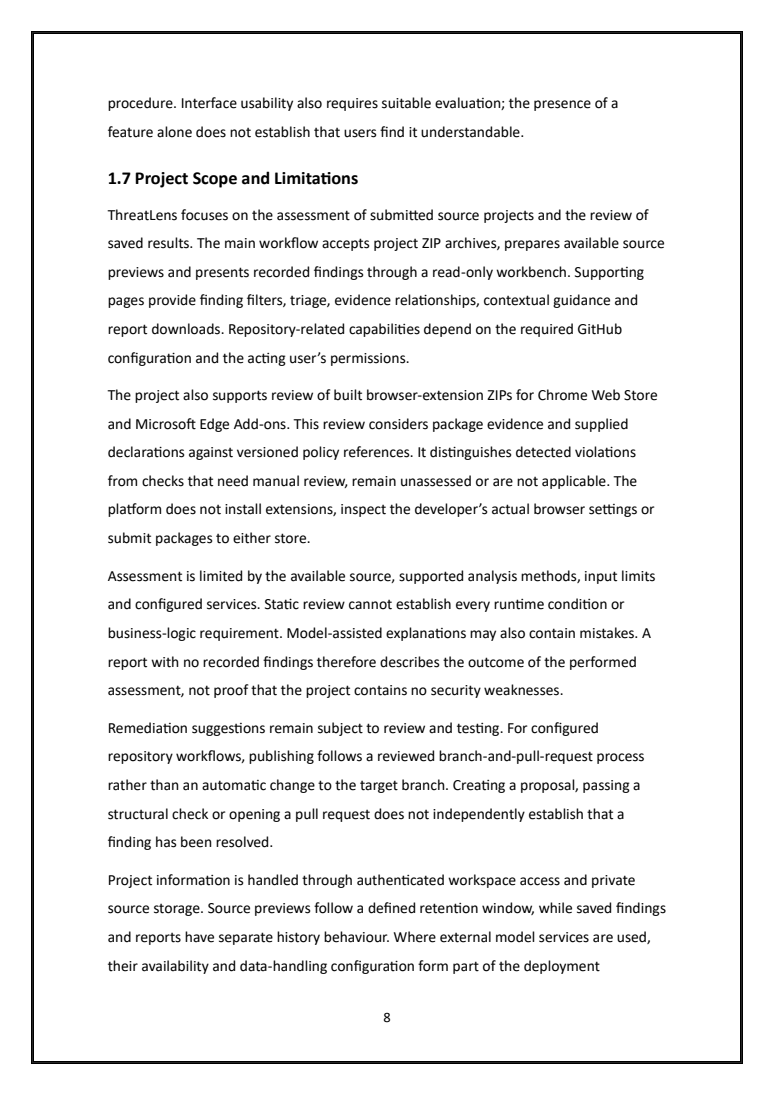 procedure. Interface usability also requires suitable evaluation; the presence of a
feature alone does not establish that users find it understandable.
1.7 Project Scope and Limitations
ThreatLens focuses on the assessment of submitted source projects and the review of
saved results. The main workflow accepts project ZIP archives, prepares available source
previews and presents recorded findings through a read-only workbench. Supporting
pages provide finding filters, triage, evidence relationships, contextual guidance and
report downloads. Repository-related capabilities depend on the required GitHub
configuration and the acting user’s permissions.
The project also supports review of built browser-extension ZIPs for Chrome Web Store
and Microsoft Edge Add-ons. This review considers package evidence and supplied
declarations against versioned policy references. It distinguishes detected violations
from checks that need manual review, remain unassessed or are not applicable. The
platform does not install extensions, inspect the developer’s actual browser settings or
submit packages to either store.
Assessment is limited by the available source, supported analysis methods, input limits
and configured services. Static review cannot establish every runtime condition or
business-logic requirement. Model-assisted explanations may also contain mistakes. A
report with no recorded findings therefore describes the outcome of the performed
assessment, not proof that the project contains no security weaknesses.
Remediation suggestions remain subject to review and testing. For configured
repository workflows, publishing follows a reviewed branch-and-pull-request process
rather than an automatic change to the target branch. Creating a proposal, passing a
structural check or opening a pull request does not independently establish that a
finding has been resolved.
Project information is handled through authenticated workspace access and private
source storage. Source previews follow a defined retention window, while saved findings
and reports have separate history behaviour. Where external model services are used,
their availability and data-handling configuration form part of the deployment
8